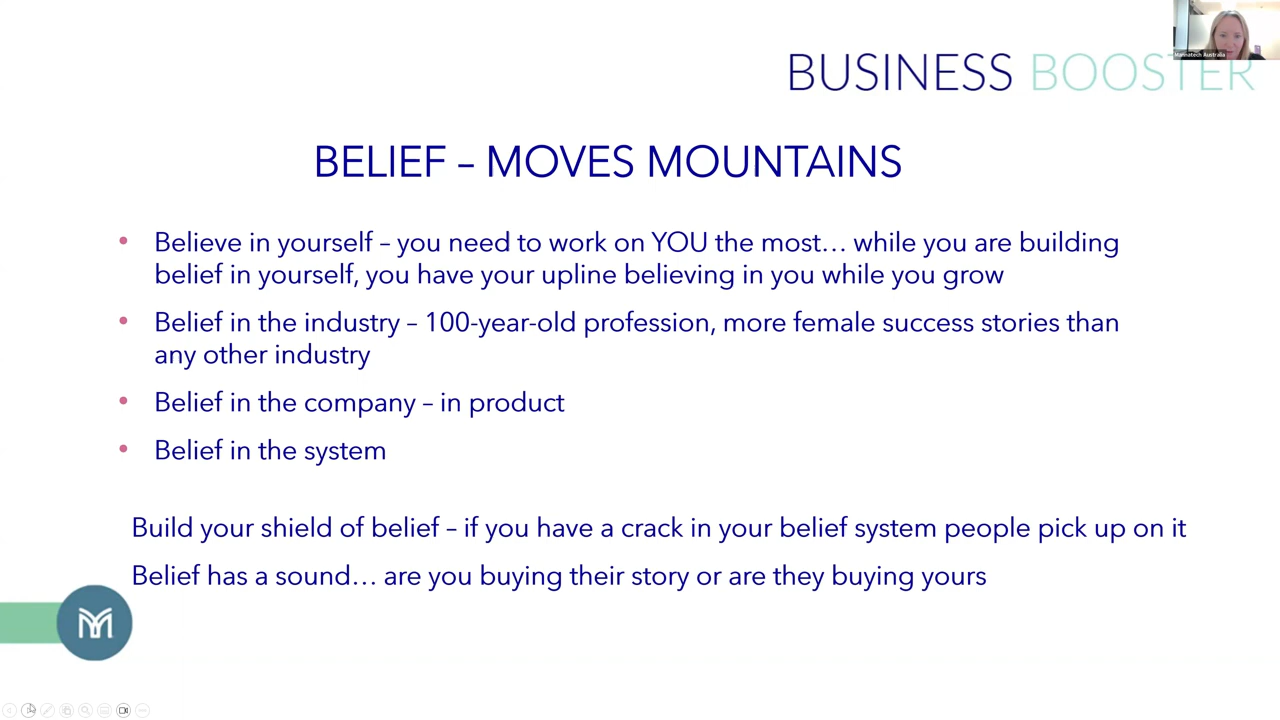 Mannatech Australia
BUSINESS BOOSTER
BELIEF – MOVES MOUNTAINS
• Believe in yourself – you need to work on YOU the most… while you are building
belief in yourself, you have your upline believing in you while you grow
• Belief in the industry – 100-year-old profession, more female success stories than
any other industry
• Belief in the company – in product
• Belief in the system
Build your shield of belief – if you have a crack in your belief system people pick up on it
Belief has a sound… are you buying their story or are they buying yours